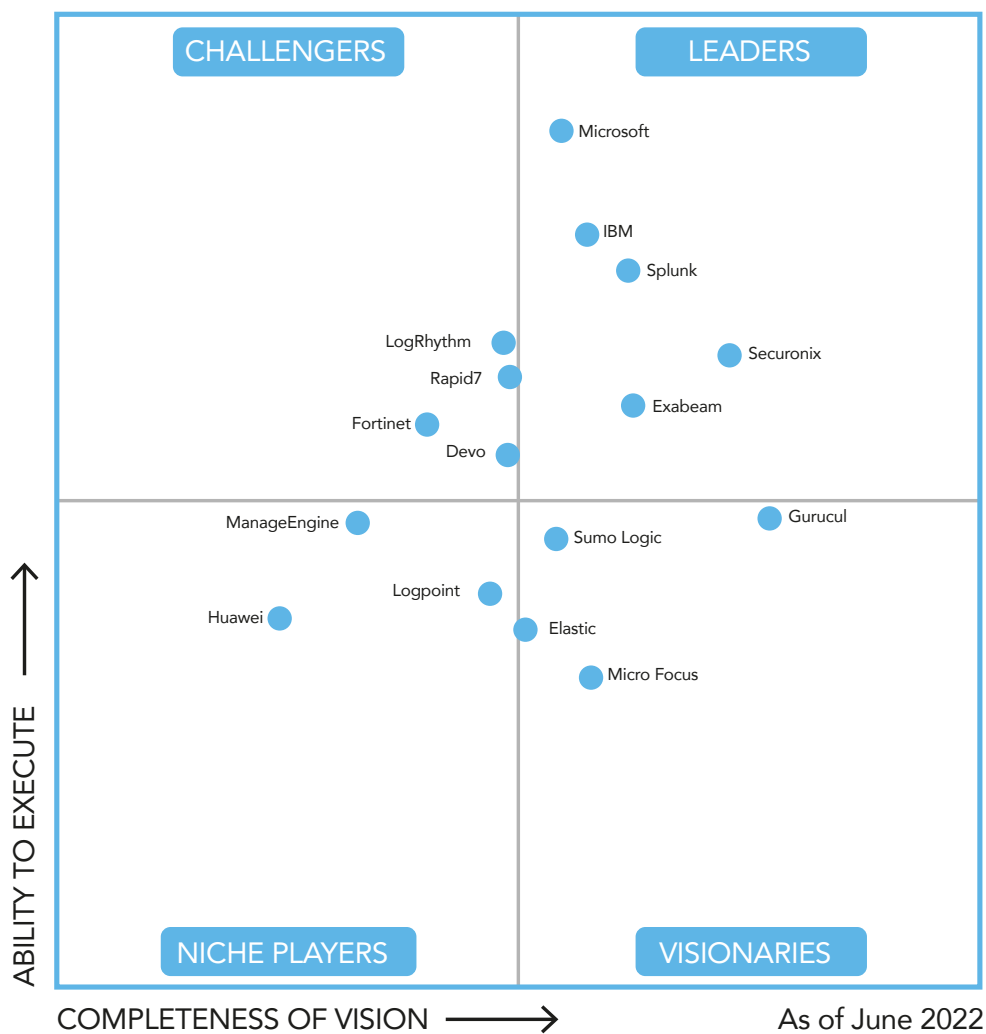 CHALLENGERS
LEADERS
Microsoft
IBM
Splunk
LogRhythm
Securonix
Rapid7
Exabeam
Fortinet
Devo
Gurucul
ManageEngine
Sumo Logic
Logpoint
Huawei
Elastic
Micro Focus
ABILITY TO EXECUTE
NICHE PLAYERS
VISIONARIES
COMPLETENESS OF VISION
As of June 2022